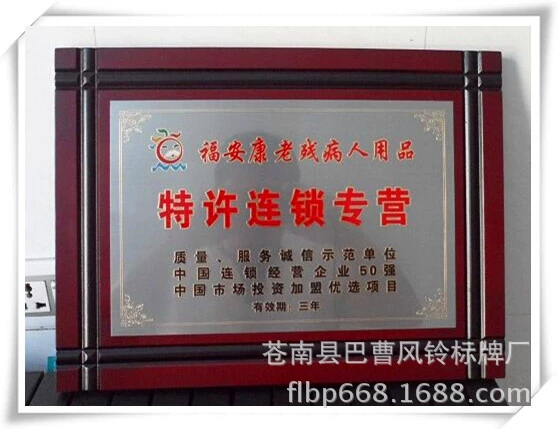 福安康老残病人用品
特许连锁专营
质量、服务诚信示范单位
中国连锁经营企业50强
中国市场投资加盟优选项目
有效期:三年
苍南县巴曹风铃标牌厂
flbp668.1688.com